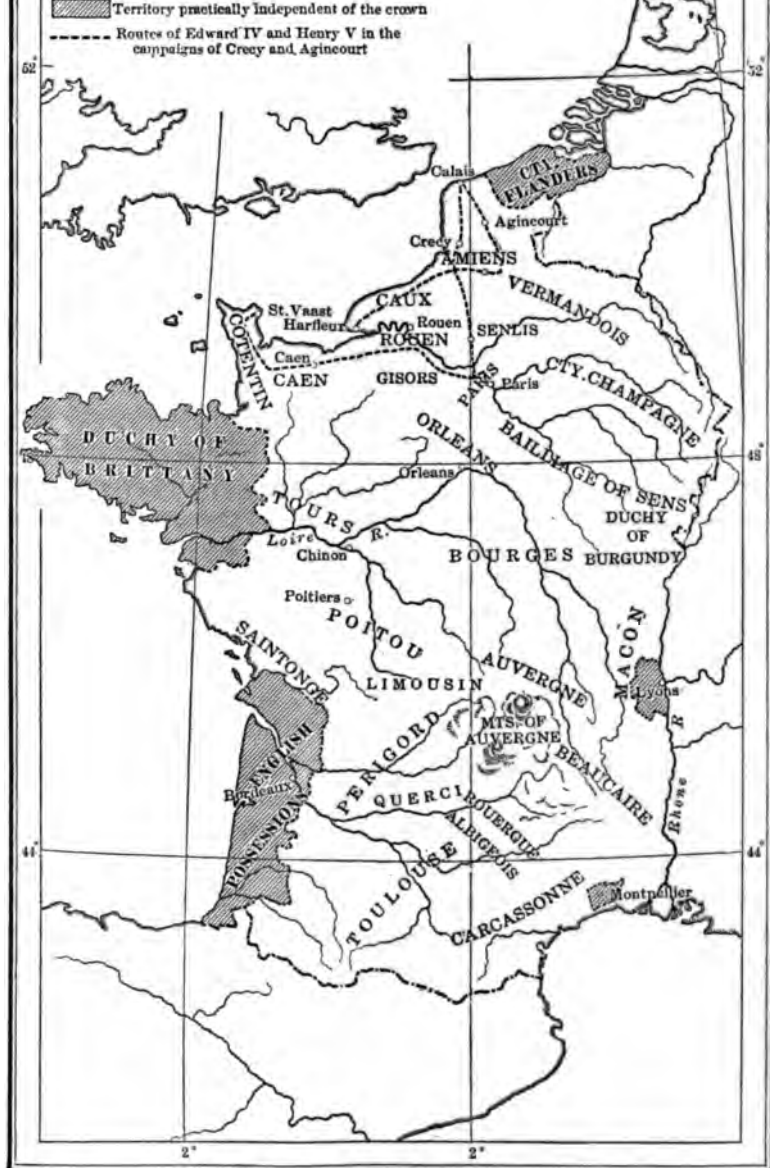 Territory practically independent of the crown
Routes of Edward IV and Henry V in the
campaigns of Crecy and Agincourt
52°
52°
CTY.
FLANDERS
Calais
Agincourt
Crecy
AMIENS
VERMANDOIS
CAUX
St. Vaast
Harfleur
Rouen
ROUEN
SENLIS
COTENTIN
Caen
CAEN
GISORS
PARIS
Paris
CTY. CHAMPAGNE
DUCHY OF
BRITTANY
ORLEANS
BAILLIAGE OF SENS
48°
Orleans
TOURS
Loire R.
Chinon
BOURGES
DUCHY
OF
BURGUNDY
Poitiers
POITOU
SAINTONGE
LIMOUSIN
AUVERGNE
MACON
Lyons
MTS. OF
AUVERGNE
PERIGORD
ENGLISH
POSSESSIONS
Bordeaux
BEAUCAIRE
Rhone R
QUERCI
ROUERGUE
ALBIGEOIS
44°
44°
TOULOUSE
CARCASSONNE
Montpellier
2°
2°